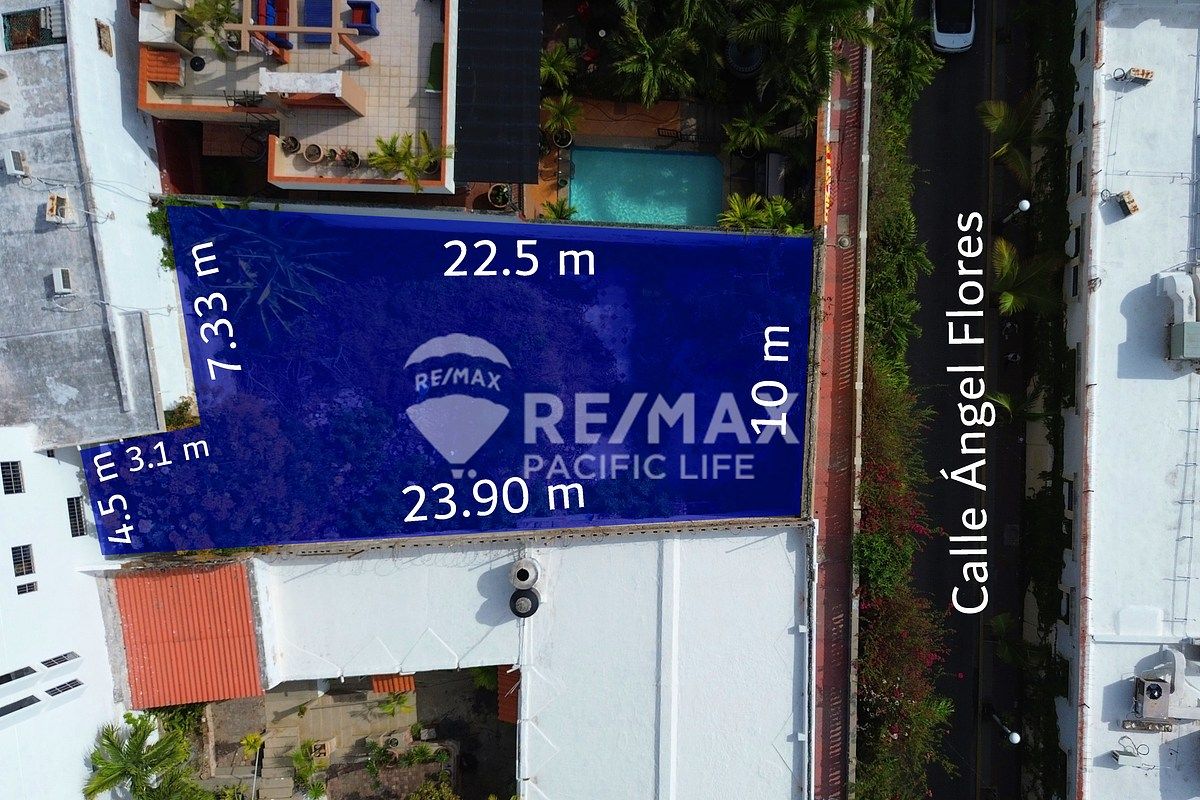 22.5 m
7.33 m
10 m
RE/MAX
RE/MAX
PACIFIC LIFE
3.1 m
4.5 m
23.90 m
Calle Ángel Flores